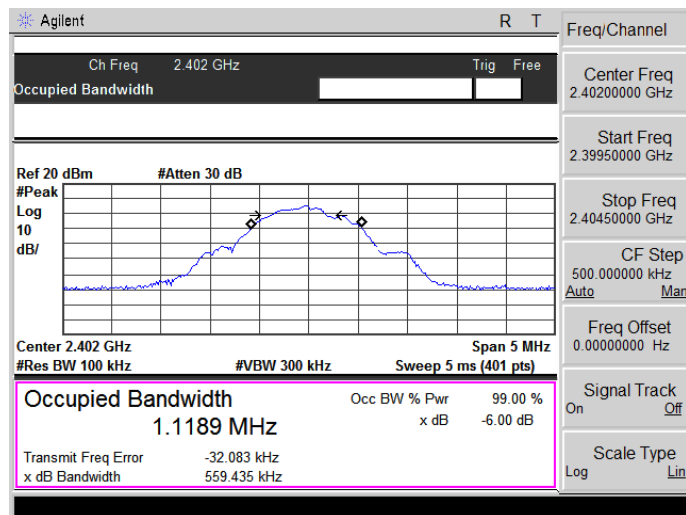 Agilent
R T
Ch Freq 2.402 GHz Trig Free
Occupied Bandwidth
Ref 20 dBm #Atten 30 dB
#Peak
Log
10
dB/
Center 2.402 GHz Span 5 MHz
#Res BW 100 kHz #VBW 300 kHz Sweep 5 ms (401 pts)
Occupied Bandwidth
1.1189 MHz
Occ BW % Pwr 99.00 %
x dB -6.00 dB
Transmit Freq Error -32.083 kHz
x dB Bandwidth 559.435 kHz
Freq/Channel
Center Freq
2.40200000 GHz
Start Freq
2.39950000 GHz
Stop Freq
2.40450000 GHz
CF Step
500.000000 kHz
Auto Man
Freq Offset
0.00000000 Hz
Signal Track
On Off
Scale Type
Log Lin